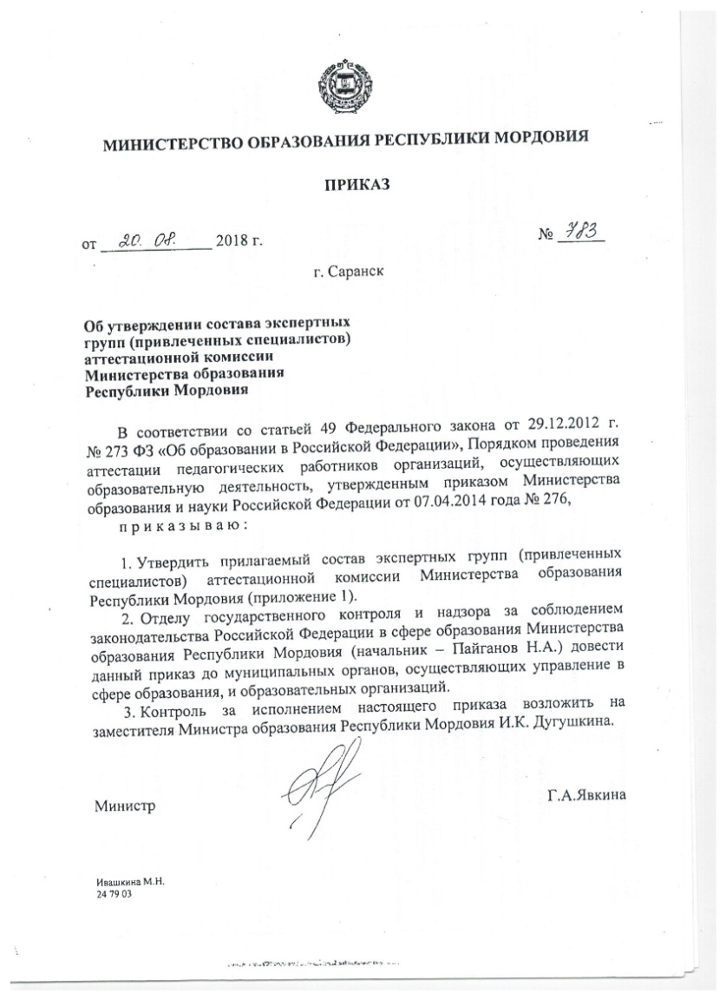 МИНИСТЕРСТВО ОБРАЗОВАНИЯ РЕСПУБЛИКИ МОРДОВИЯ
ПРИКАЗ
от 20. 08. 2018 г. № 783
г. Саранск
Об утверждении состава экспертных
групп (привлеченных специалистов)
аттестационной комиссии
Министерства образования
Республики Мордовия
В соответствии со статьей 49 Федерального закона от 29.12.2012 г.
№ 273 ФЗ «Об образовании в Российской Федерации», Порядком проведения
аттестации педагогических работников организаций, осуществляющих
образовательную деятельность, утвержденным приказом Министерства
образования и науки Российской Федерации от 07.04.2014 года № 276,
п р и к а з ы в а ю :
1. Утвердить прилагаемый состав экспертных групп (привлеченных
специалистов) аттестационной комиссии Министерства образования
Республики Мордовия (приложение 1).
2. Отделу государственного контроля и надзора за соблюдением
законодательства Российской Федерации в сфере образования Министерства
образования Республики Мордовия (начальник – Пайганов Н.А.) довести
данный приказ до муниципальных органов, осуществляющих управление в
сфере образования, и образовательных организаций.
3. Контроль за исполнением настоящего приказа возложить на
заместителя Министра образования Республики Мордовия И.К. Дугушкина.
Министр Г.А.Явкина
Ивашкина М.Н.
24 79 03